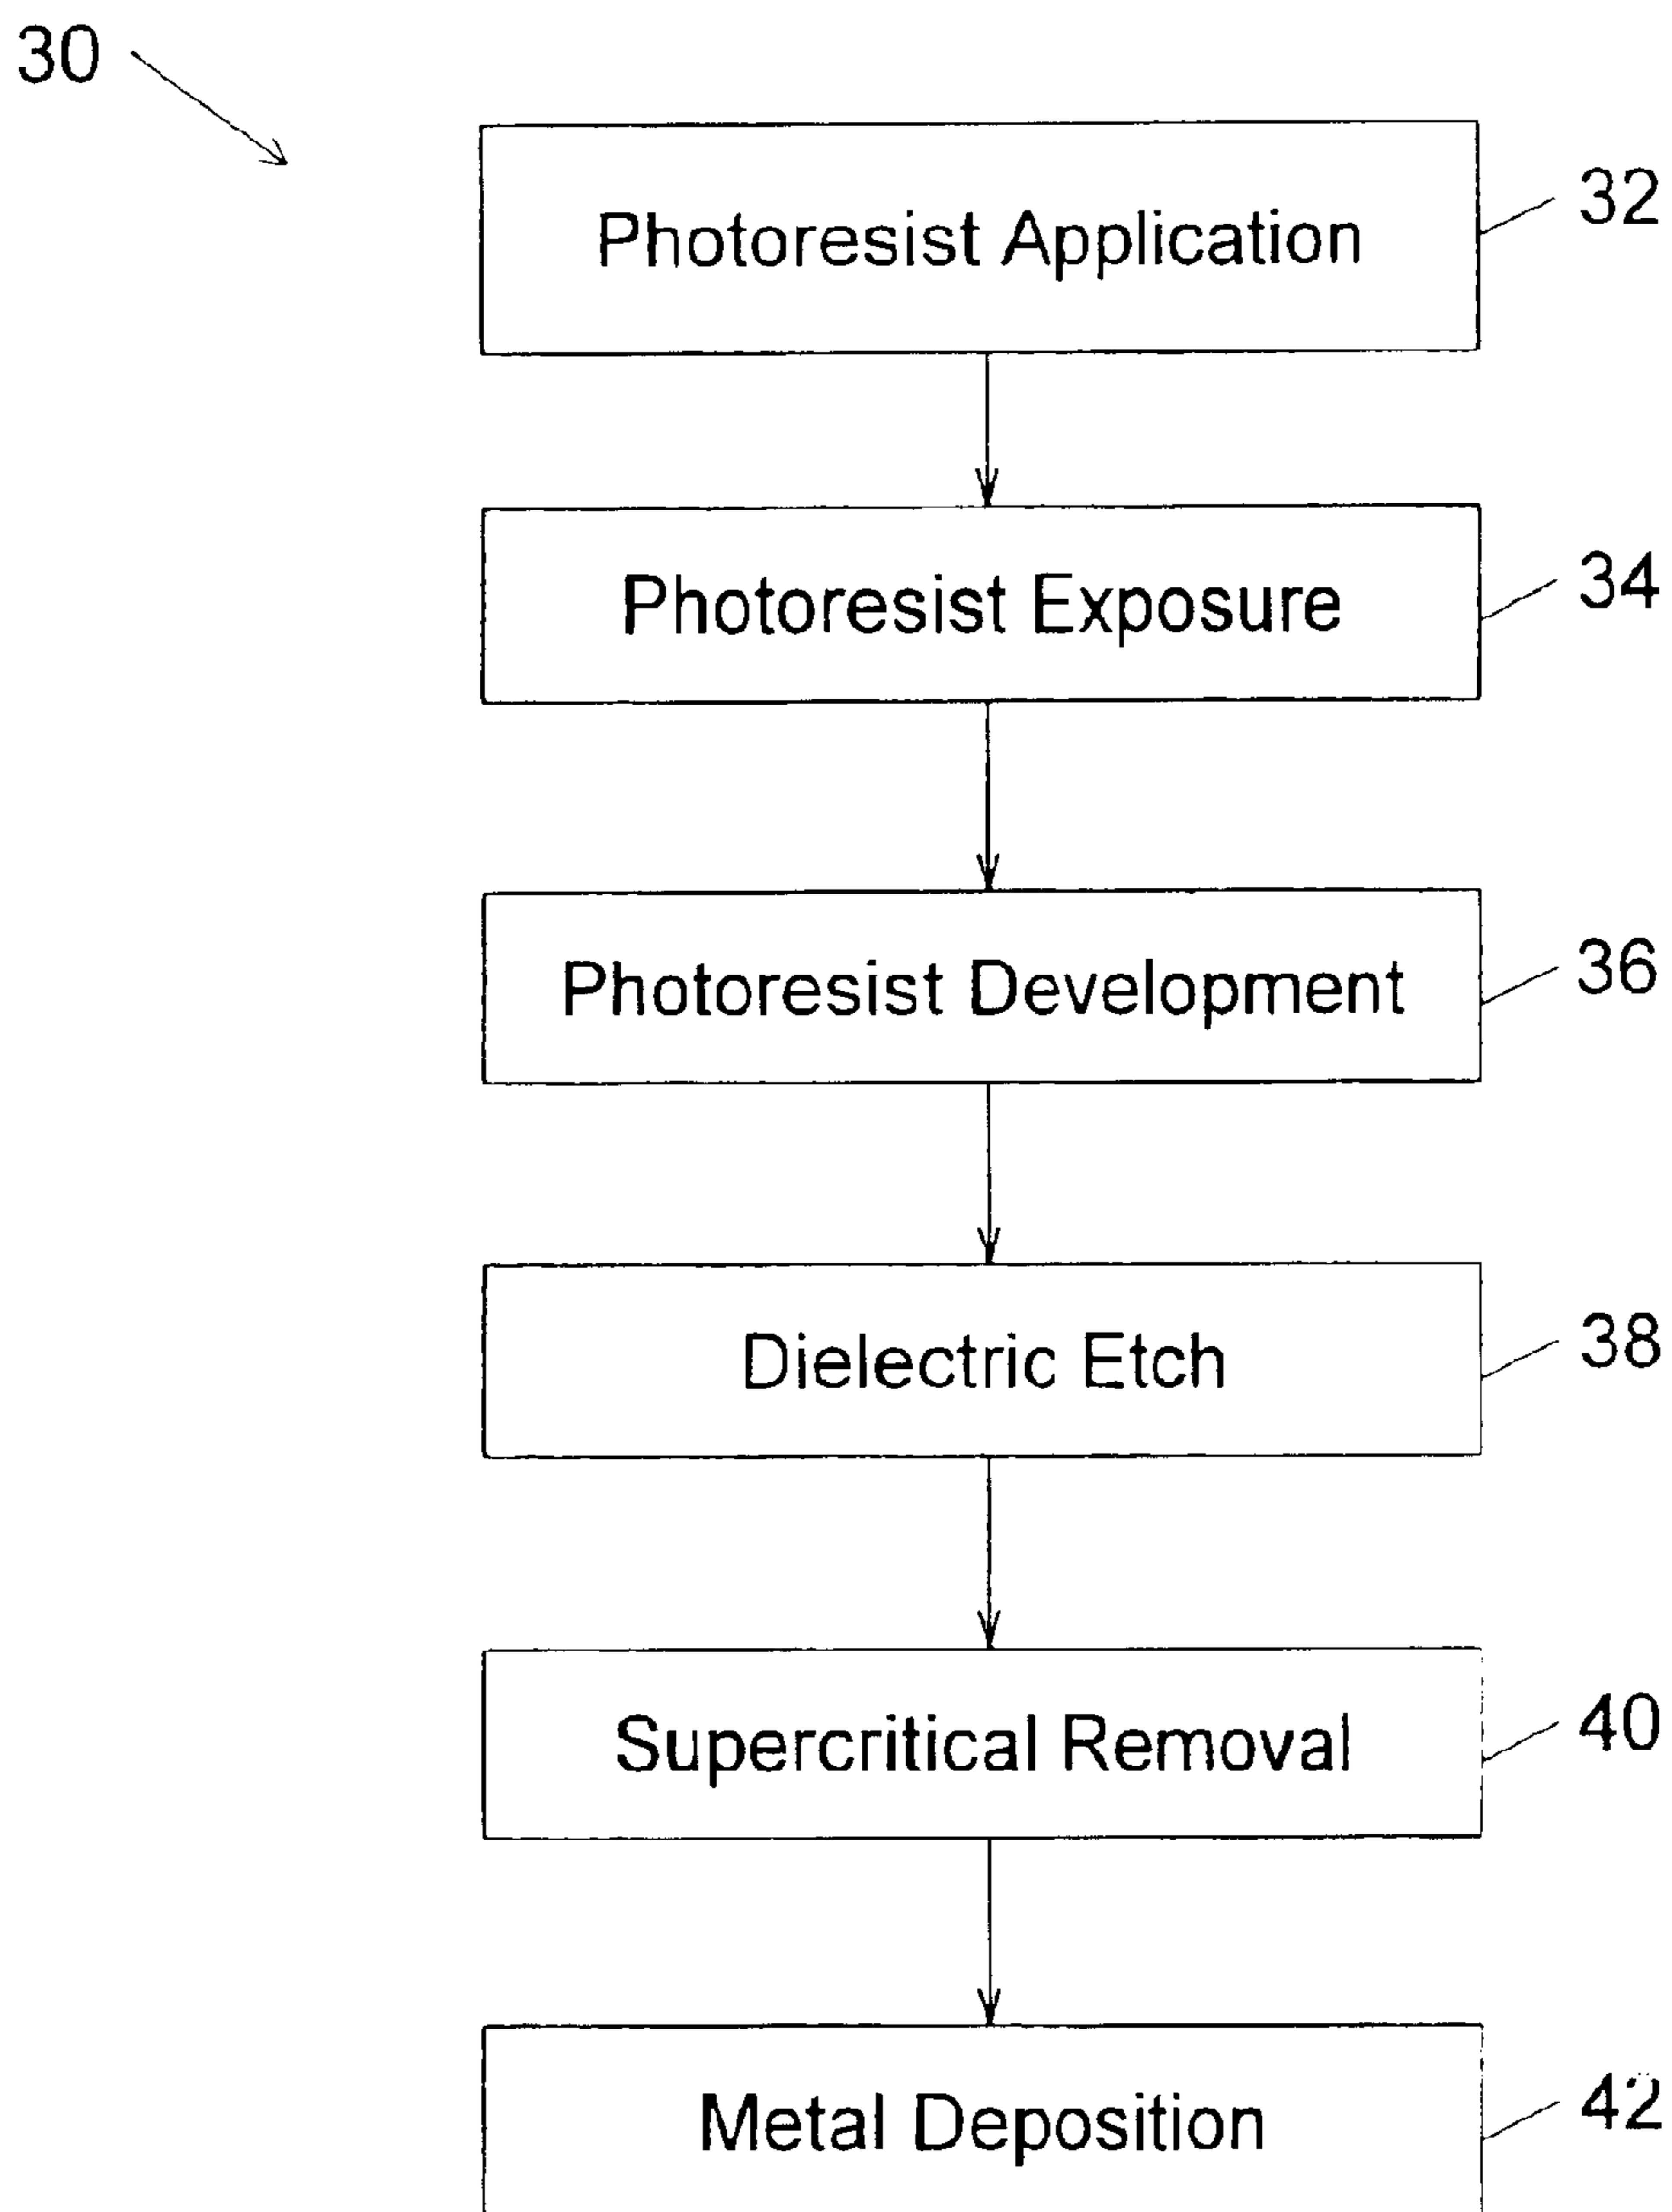 30
Photoresist Application
32
Photoresist Exposure
34
Photoresist Development
36
Dielectric Etch
38
Supercritical Removal
40
Metal Deposition
42